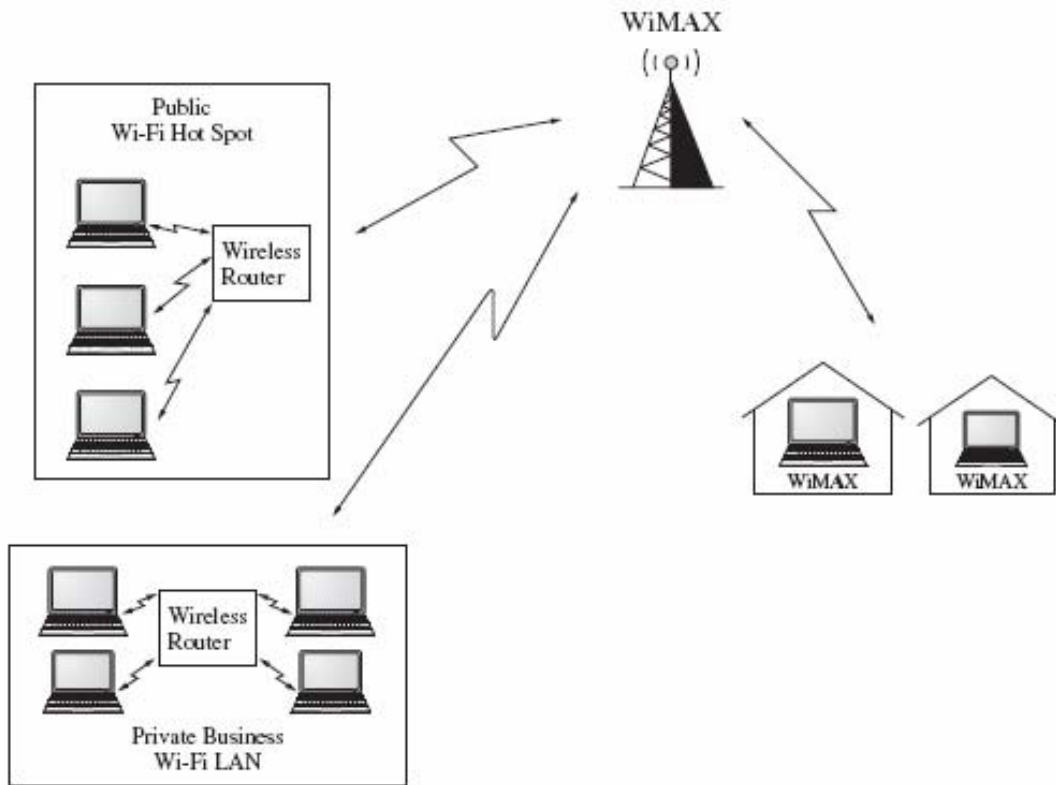 WiMAX
Public
Wi-Fi Hot Spot
Wireless
Router
WiMAX
WiMAX
Wireless
Router
Private Business
Wi-Fi LAN